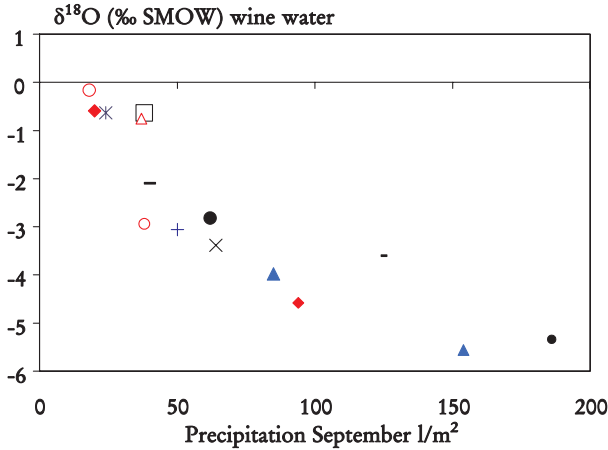 δ¹⁸O (‰ SMOW) wine water
1
0
-1
-2
-3
-4
-5
-6
0 50 100 150 200
Precipitation September l/m²